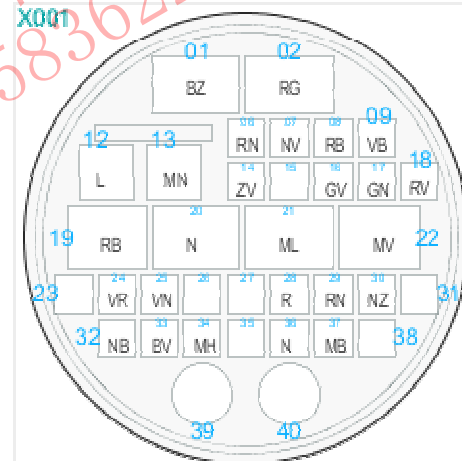 X001
5836
01 02
BZ RG
06 07 08 09
RN NV RB VB
12 13
14 15 16 17 18
L MN ZV GV GN RV
20 21
19 RB N ML MV 22
24 25 26 27 28 29 30
23 VR VN R RN NZ 31
33 34 35 36 37
32 NB BV MH N MB 38
39 40